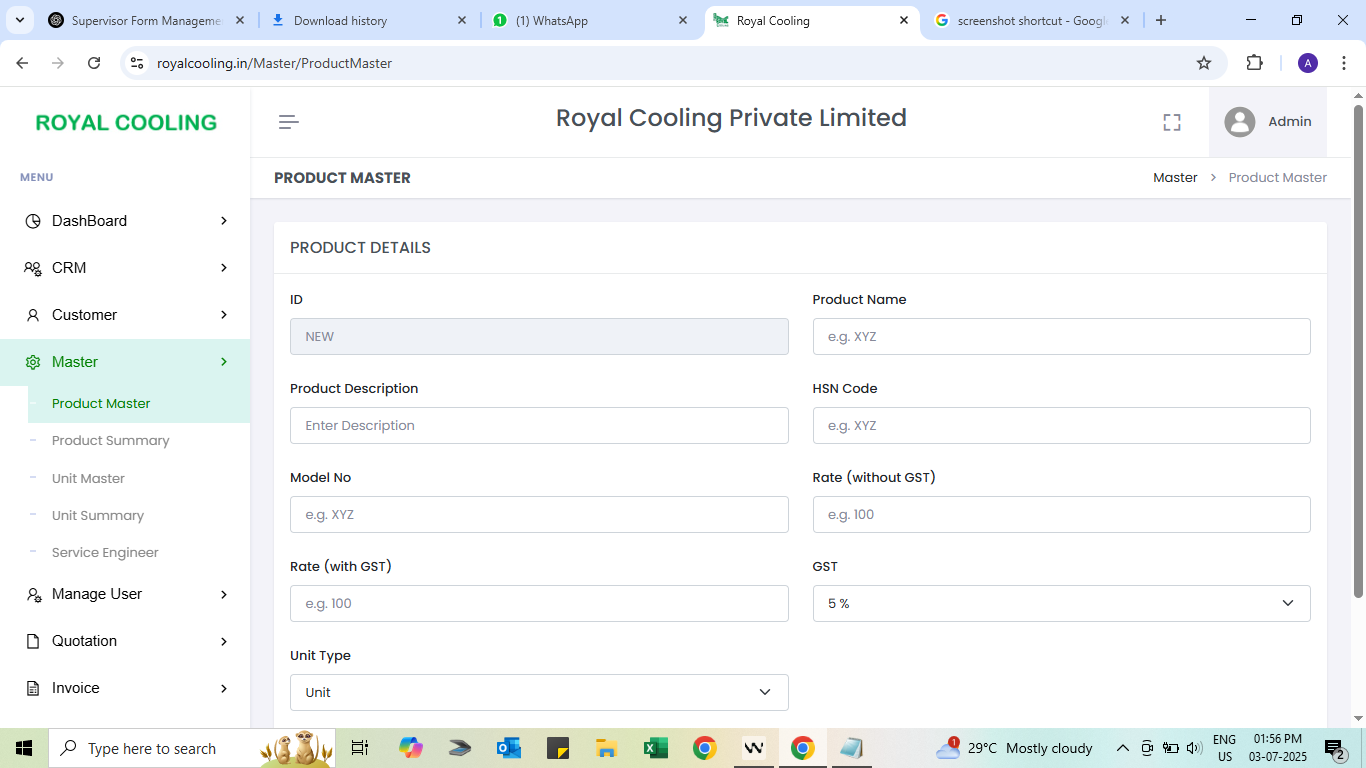 Supervisor Form Manageme
Download history
(1) WhatsApp
Royal Cooling
screenshot shortcut - Googl
royalcooling.in/Master/ProductMaster
A
ROYAL COOLING
Royal Cooling Private Limited
Admin
MENU
PRODUCT MASTER
Master
Product Master
DashBoard
CRM
Customer
Master
Product Master
Product Summary
Unit Master
Unit Summary
Service Engineer
Manage User
Quotation
Invoice
PRODUCT DETAILS
ID
NEW
Product Name
e.g. XYZ
Product Description
Enter Description
HSN Code
e.g. XYZ
Model No
e.g. XYZ
Rate (without GST)
e.g. 100
Rate (with GST)
e.g. 100
GST
5 %
Unit Type
Unit
Type here to search
1
29°C Mostly cloudy
ENG
US
01:56 PM
03-07-2025
2